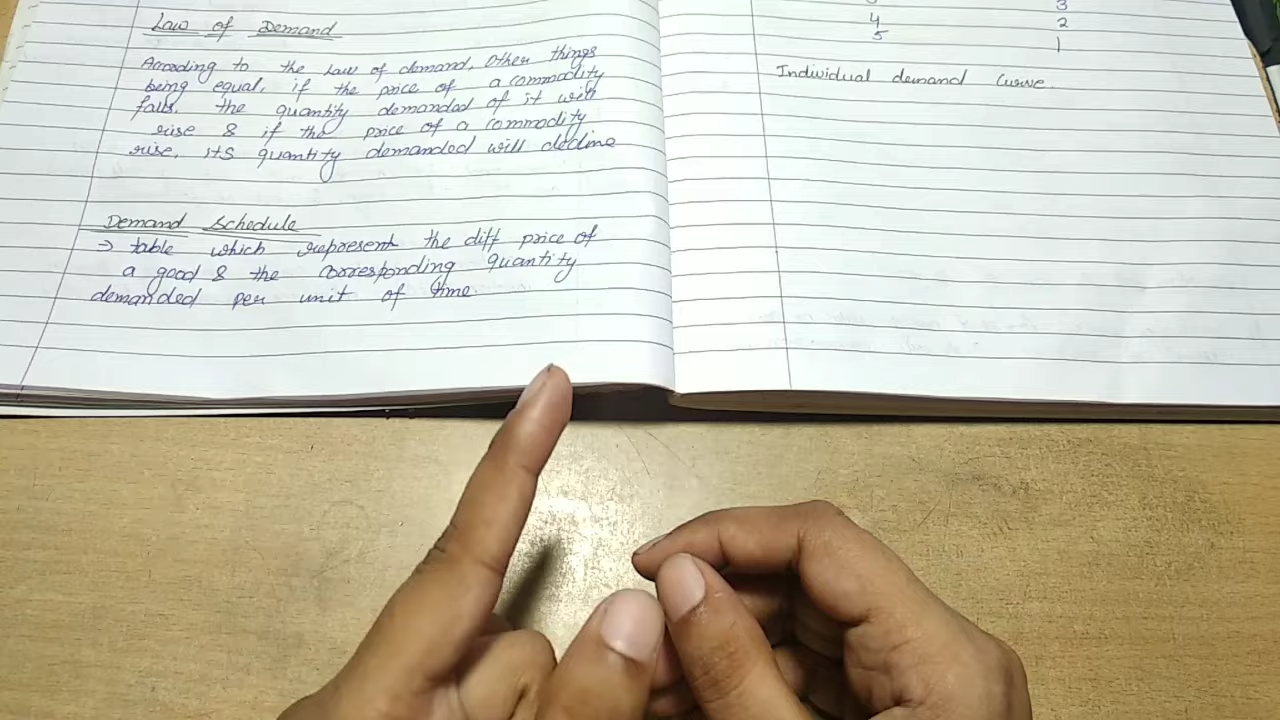 Law of Demand
According to the Law of demand, Other things
being equal, if the price of a commodity
falls, the quantity demanded of it will
rise & if the price of a commodity
rise, its quantity demanded will decline
Demand Schedule
⇒ table which represent the diff price of
a good & the corresponding quantity
demanded per unit of time
3
4 2
5 1
Individual demand Curve